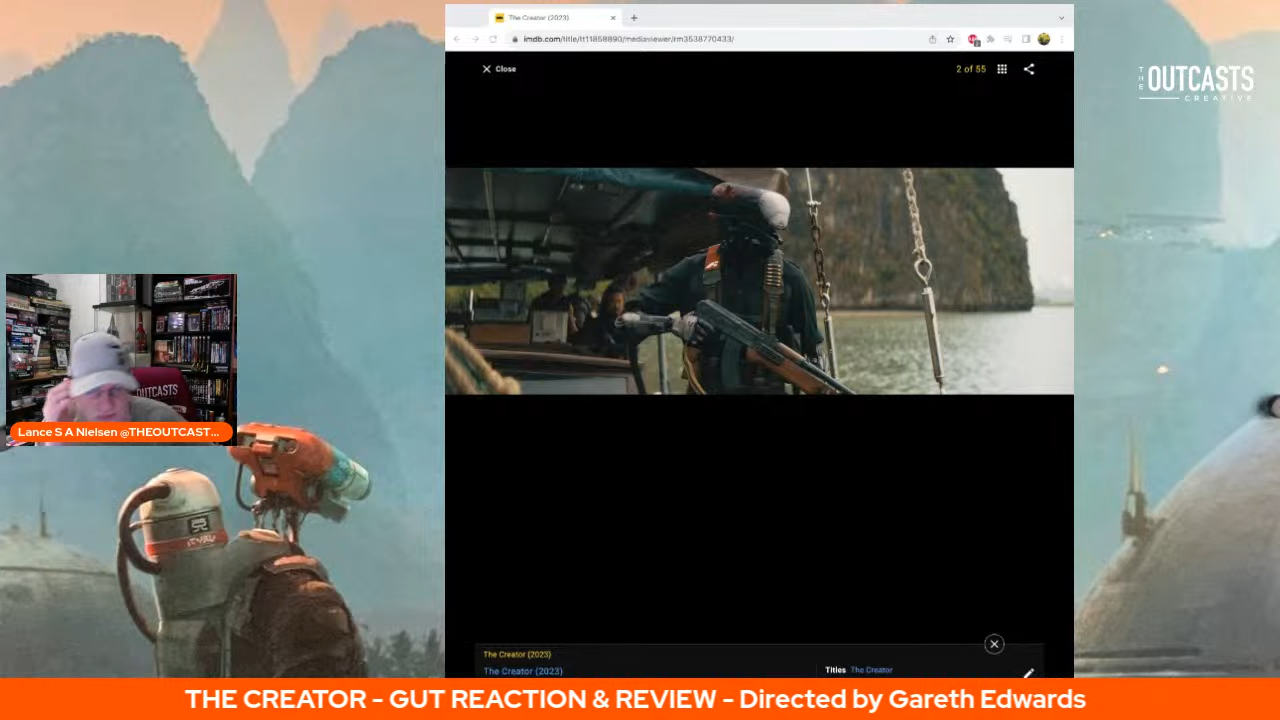 The Creator (2023)
imdb.com/title/tt11858890/mediaviewer/rm3538770433/
Close
2 of 55
THE
OUTCASTS
CREATIVE
OUTCASTS
Lance S A Nielsen @THEOUTCAST...
The Creator (2023)
The Creator (2023)
Titles The Creator
THE CREATOR - GUT REACTION & REVIEW - Directed by Gareth Edwards